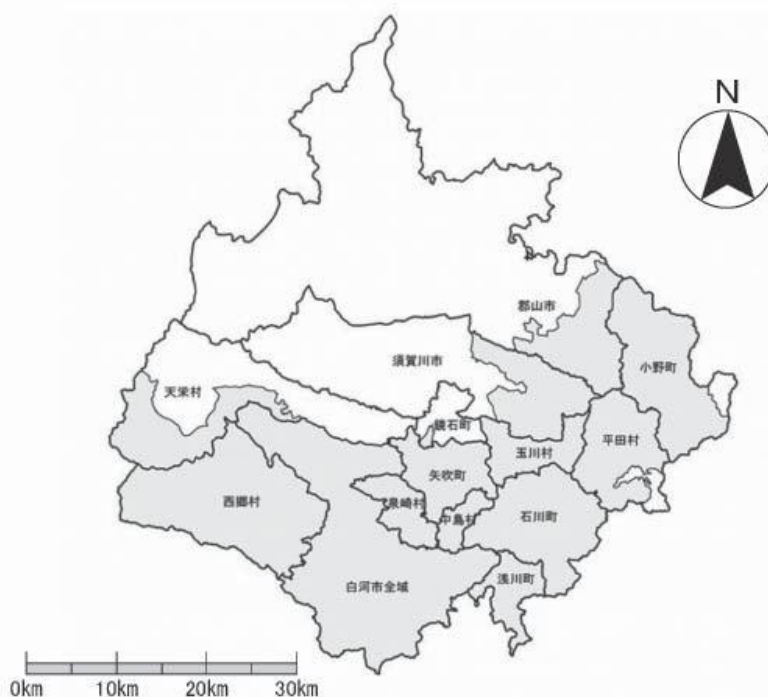 N
郡山市
小野町
須賀川市
天栄村
鏡石町
平田村
玉川村
矢吹町
西郷村
泉崎村
中島村
石川町
浅川町
白河市全域
0km 10km 20km 30km